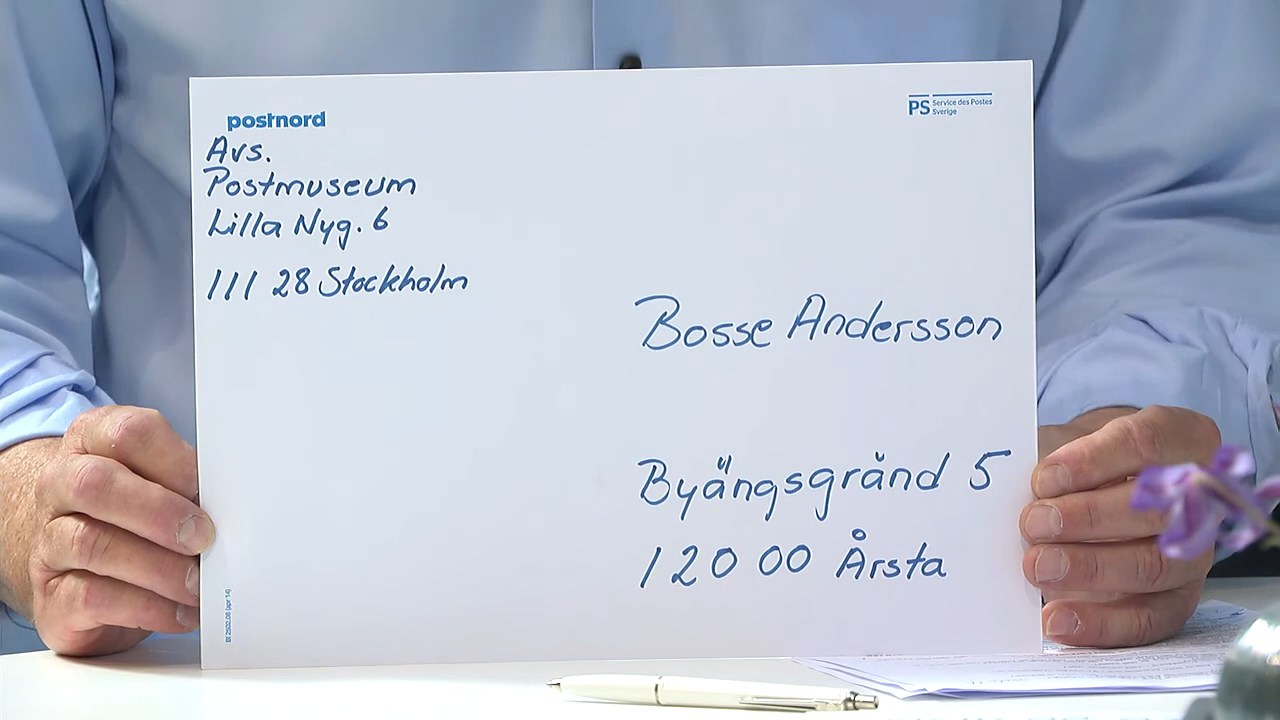 postnord
PS Service des Postes
Sverige
Avs.
Postmuseum
Lilla Nyg. 6
111 28 Stockholm
Bosse Andersson
Byängsgränd 5
120 00 Årsta